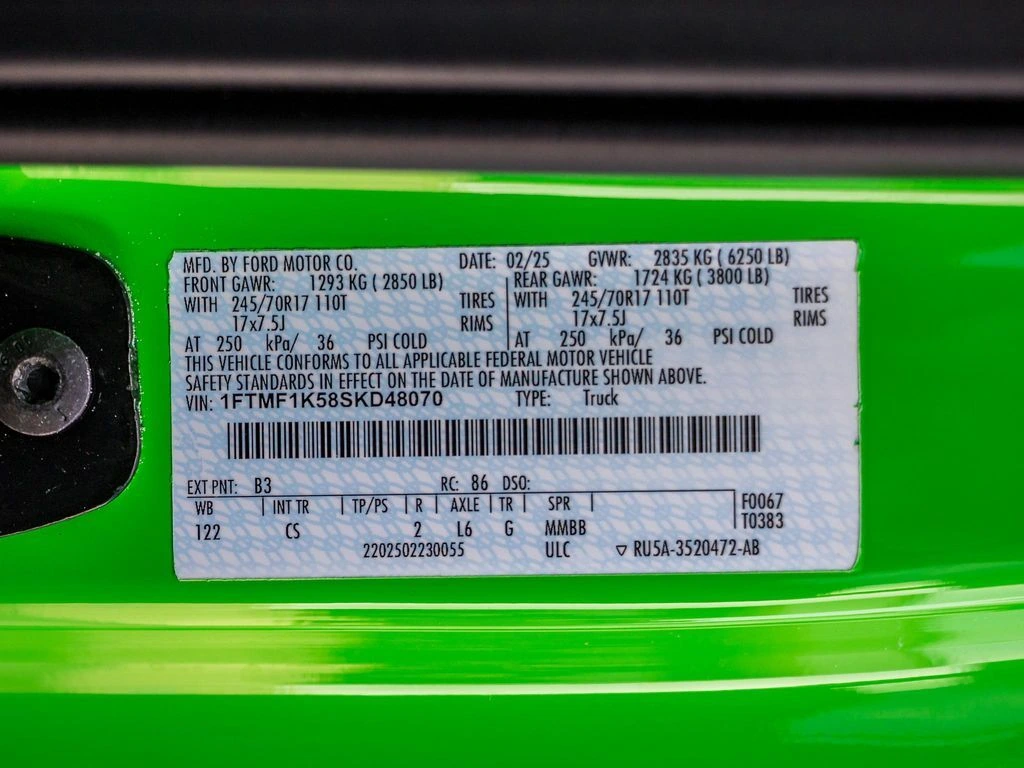 MFD. BY FORD MOTOR CO. DATE: 02/25 GVWR: 2835 KG ( 6250 LB)
FRONT GAWR: 1293 KG ( 2850 LB) REAR GAWR: 1724 KG ( 3800 LB)
WITH 245/70R17 110T TIRES WITH 245/70R17 110T TIRES
17x7.5J RIMS 17x7.5J RIMS
AT 250 kPa/ 36 PSI COLD AT 250 kPa/ 36 PSI COLD
THIS VEHICLE CONFORMS TO ALL APPLICABLE FEDERAL MOTOR VEHICLE
SAFETY STANDARDS IN EFFECT ON THE DATE OF MANUFACTURE SHOWN ABOVE.
VIN: 1FTMF1K58SKD48070 TYPE: Truck
EXT PNT: B3 RC: 86 DSO:
WB INT TR TP/PS R AXLE TR SPR F0067
122 CS 2 L6 G MMBB T0383
2202502230055 ULC ▽ RU5A-3520472-AB